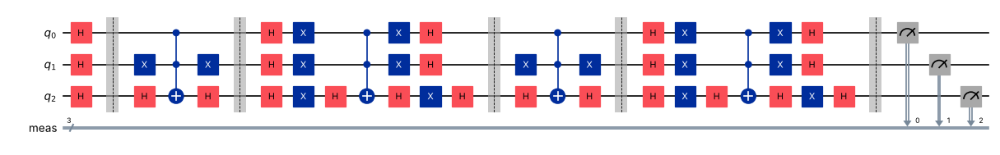 q0 H H X X H H X X H
q1 H X X H X X H X X H X X H
q2 H H H H X H H X H H H H X H H X H
meas 3 0 1 2